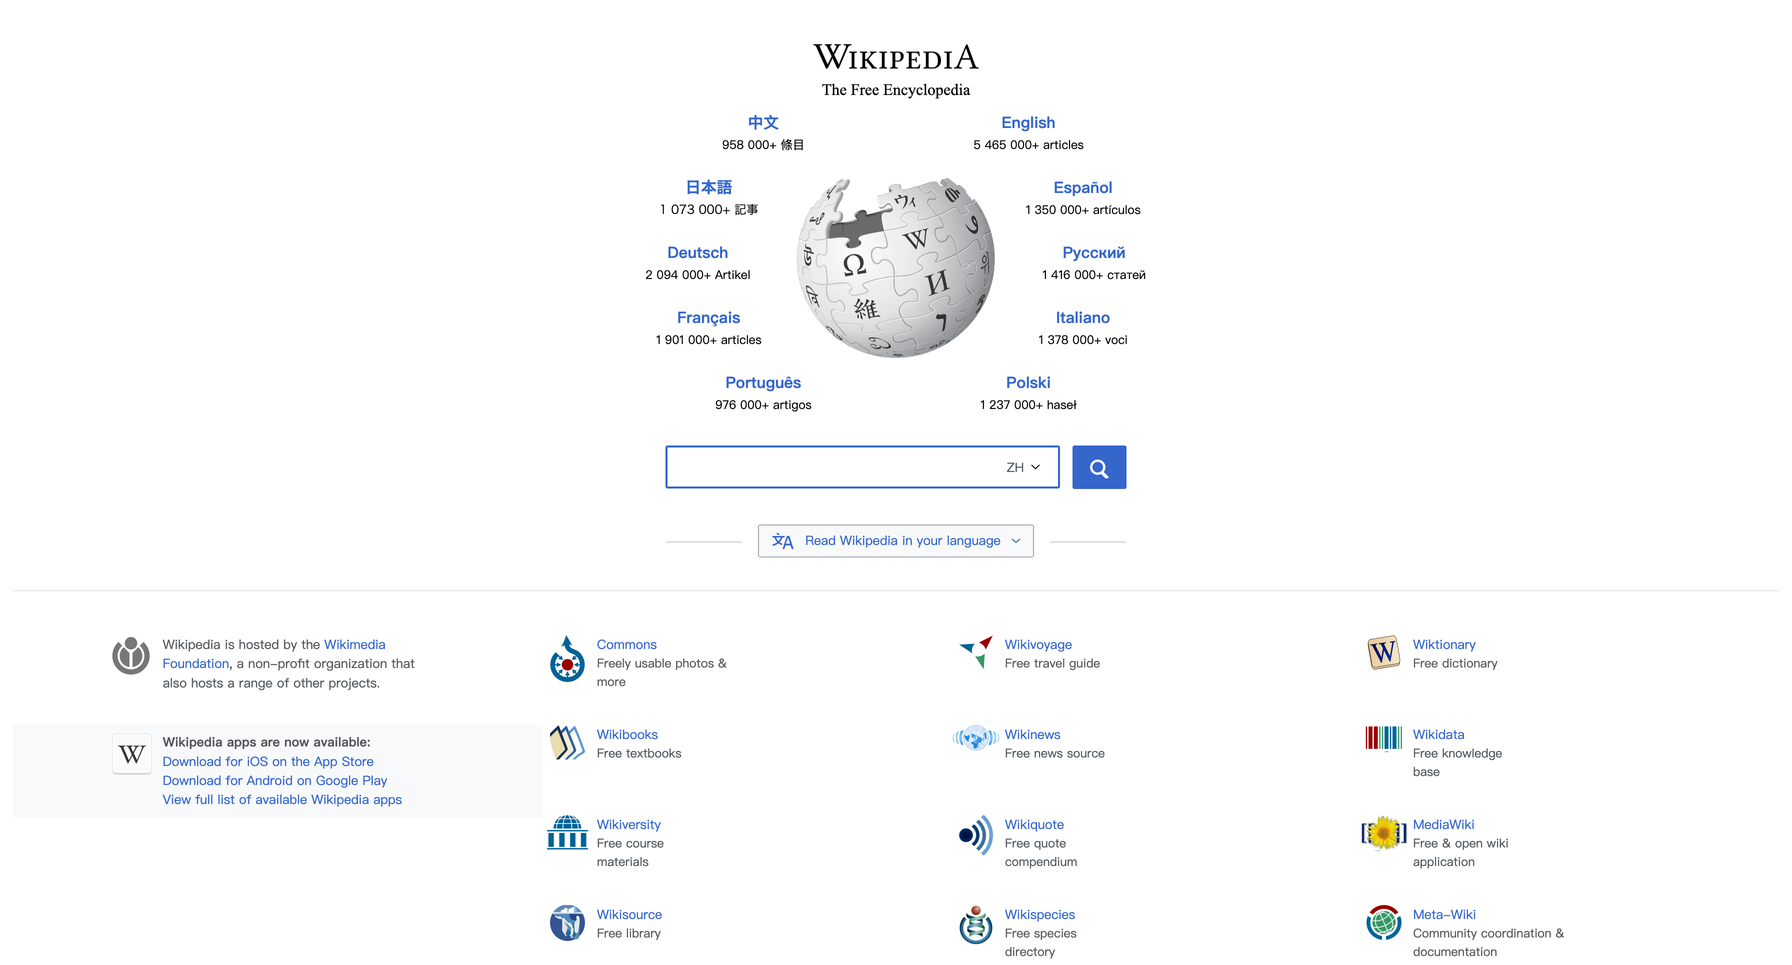 WIKIPEDIA
The Free Encyclopedia
中文
958 000+ 條目
English
5 465 000+ articles
日本語
1 073 000+ 記事
Español
1 350 000+ artículos
Deutsch
2 094 000+ Artikel
Русский
1 416 000+ статей
Français
1 901 000+ articles
Italiano
1 378 000+ voci
Português
976 000+ artigos
Polski
1 237 000+ haseł
Ω
W
И
維
ウィ
ZH
文A Read Wikipedia in your language
Wikipedia is hosted by the Wikimedia
Foundation, a non-profit organization that
also hosts a range of other projects.
W
Wikipedia apps are now available:
Download for iOS on the App Store
Download for Android on Google Play
View full list of available Wikipedia apps
Commons
Freely usable photos &
more
Wikivoyage
Free travel guide
W
Wiktionary
Free dictionary
Wikibooks
Free textbooks
Wikinews
Free news source
Wikidata
Free knowledge
base
Wikiversity
Free course
materials
Wikiquote
Free quote
compendium
MediaWiki
Free & open wiki
application
Wikisource
Free library
Wikispecies
Free species
directory
Meta-Wiki
Community coordination &
documentation